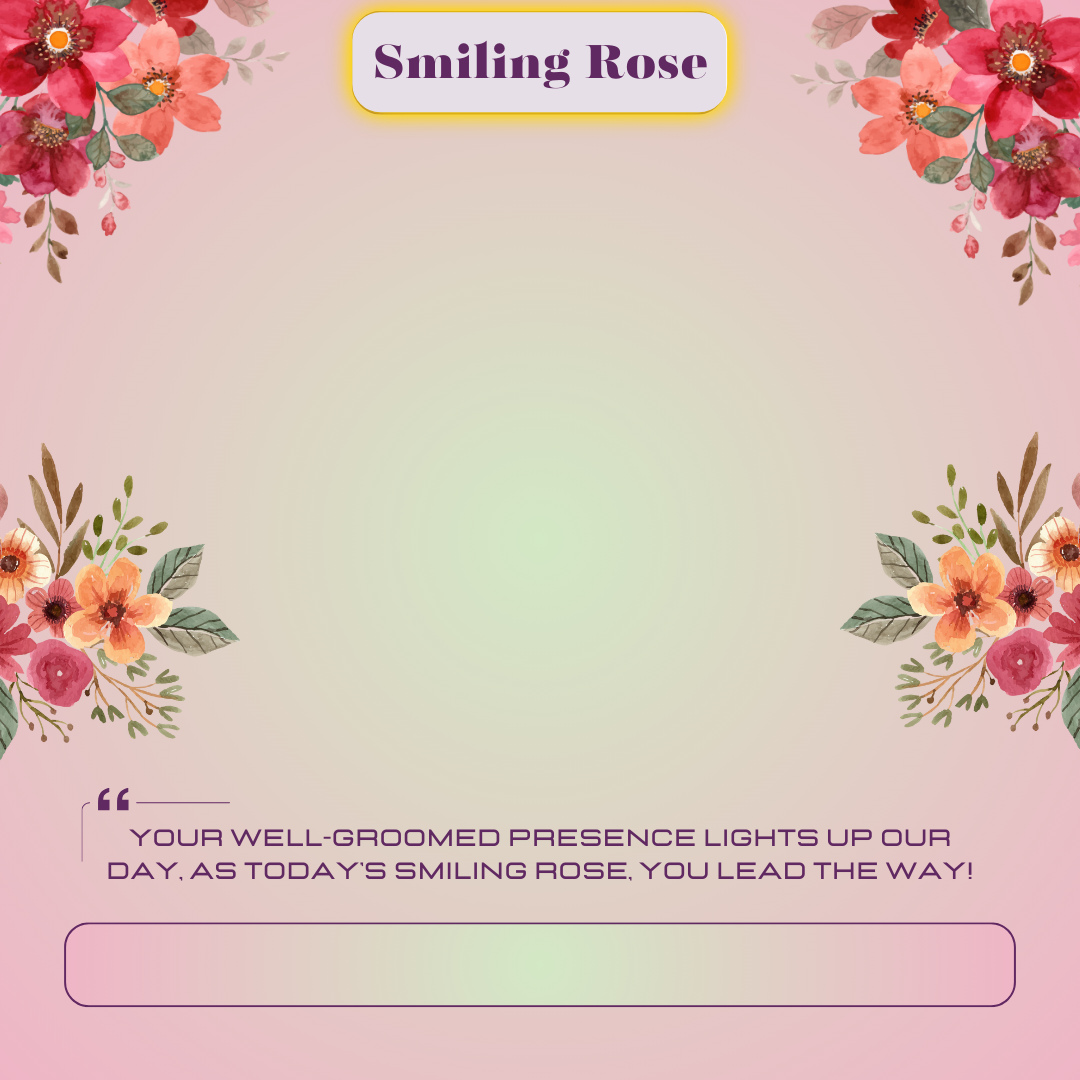 Smiling Rose
“
YOUR WELL-GROOMED PRESENCE LIGHTS UP OUR
DAY, AS TODAY'S SMILING ROSE, YOU LEAD THE WAY!